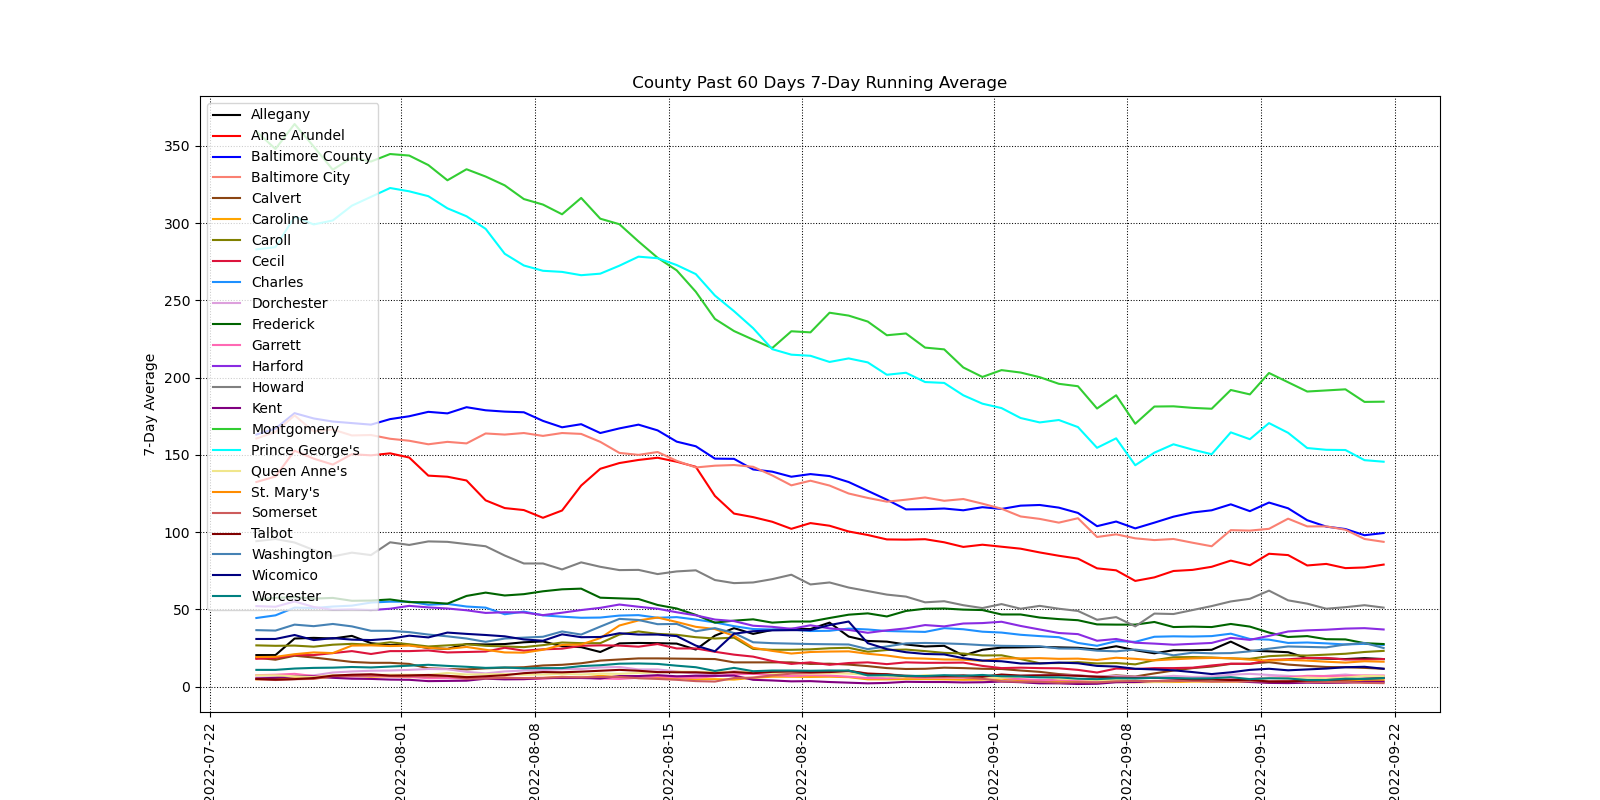 County Past 60 Days 7-Day Running Average
7-Day Average
350
300
250
200
150
100
50
0
Allegany
Anne Arundel
Baltimore County
Baltimore City
Calvert
Caroline
Caroll
Cecil
Charles
Dorchester
Frederick
Garrett
Harford
Howard
Kent
Montgomery
Prince George's
Queen Anne's
St. Mary's
Somerset
Talbot
Washington
Wicomico
Worcester
2022-07-22
2022-08-01
2022-08-08
2022-08-15
2022-08-22
2022-09-01
2022-09-08
2022-09-15
2022-09-22